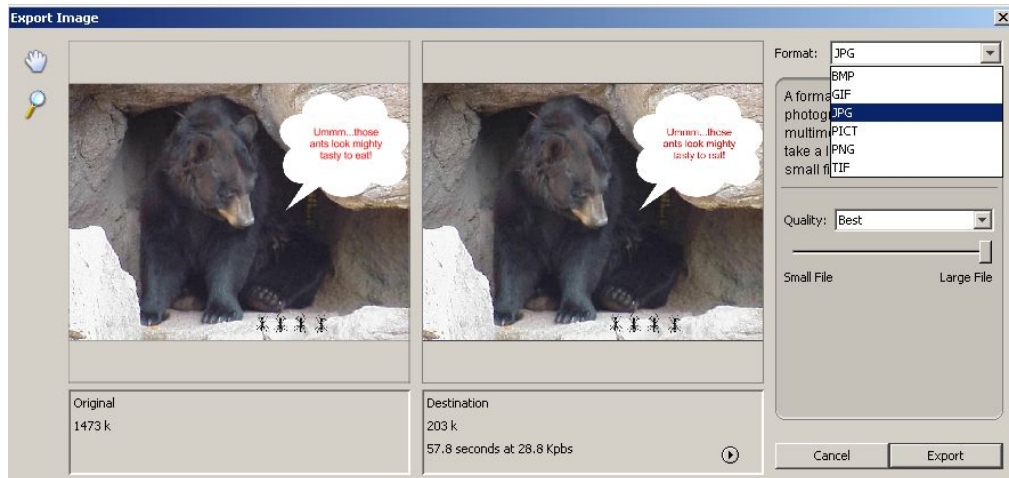 Export Image
Format: JPG
BMP
GIF
JPG
PICT
PNG
TIF
A forma
photog
multim
take a l
small fi
Quality: Best
Small File Large File
Ummm...those
ants look mighty
tasty to eat!
Ummm...those
ants look mighty
tasty to eat!
Original
1473 k
Destination
203 k
57.8 seconds at 28.8 Kpbs
Cancel Export